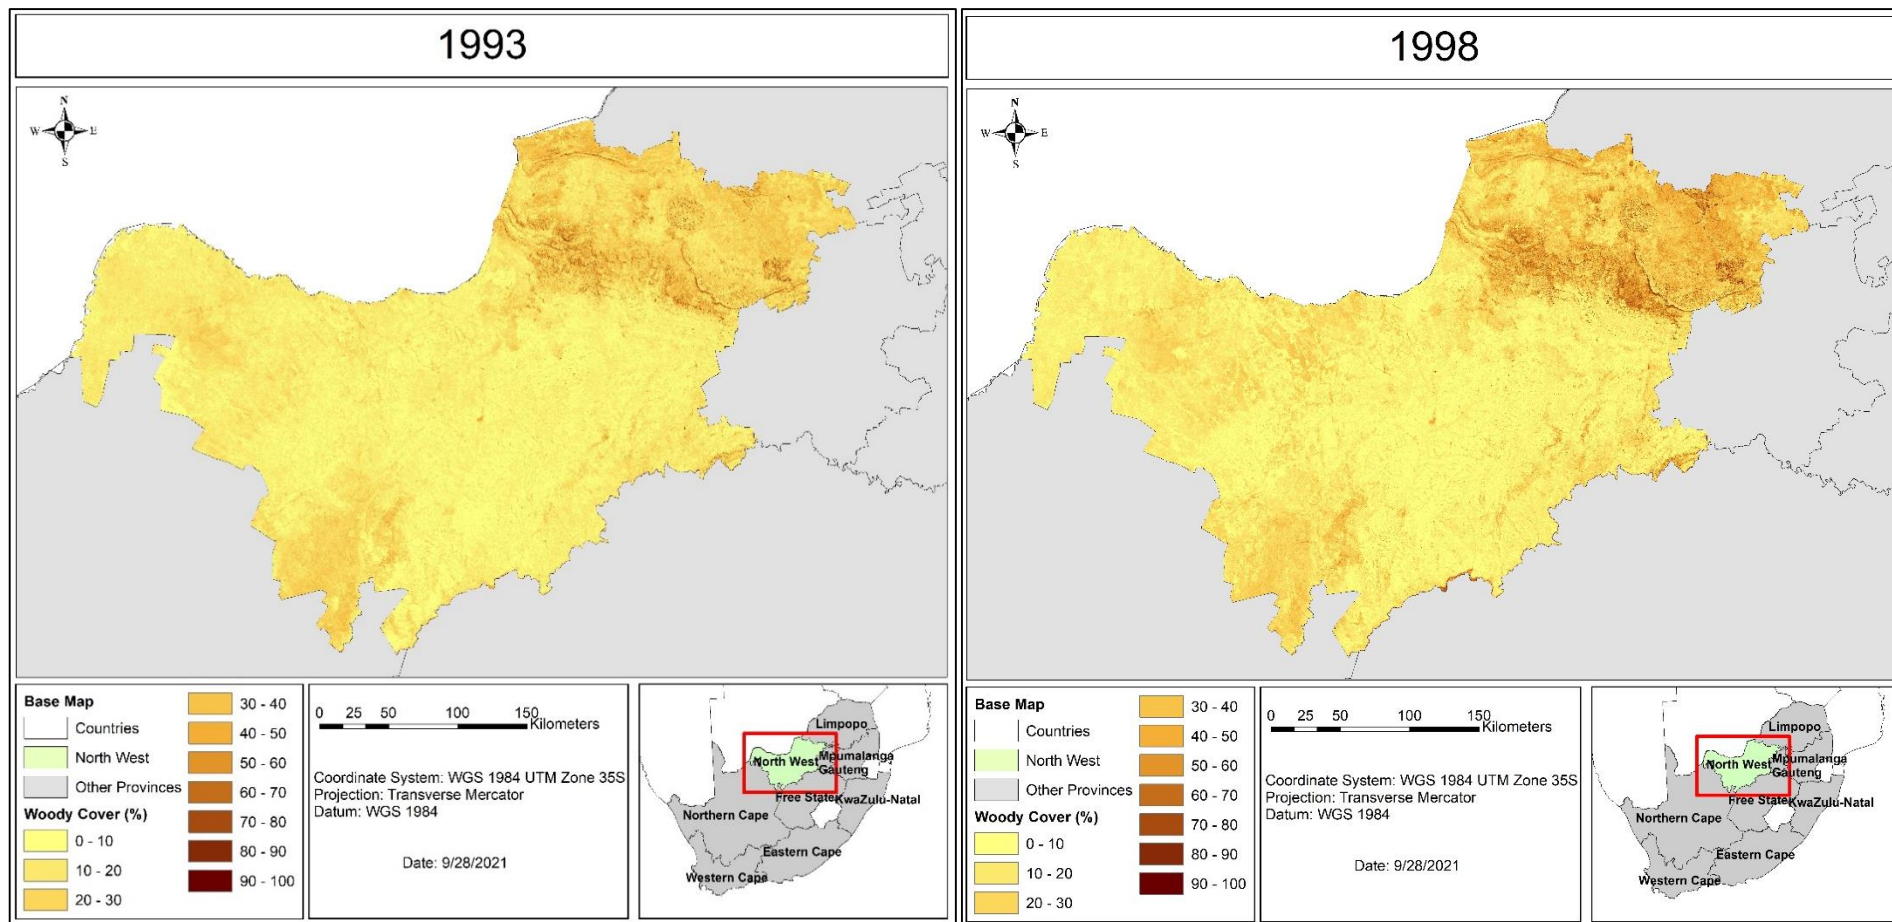 1993
N
W E
S
Base Map
Countries
North West
Other Provinces
Woody Cover (%)
0 - 10
10 - 20
20 - 30
30 - 40
40 - 50
50 - 60
60 - 70
70 - 80
80 - 90
90 - 100
0 25 50 100 150
Kilometers
Coordinate System: WGS 1984 UTM Zone 35S
Projection: Transverse Mercator
Datum: WGS 1984
Date: 9/28/2021
Limpopo
North West
Mpumalanga
Gauteng
Free State
KwaZulu-Natal
Northern Cape
Eastern Cape
Western Cape
1998
N
W E
S
Base Map
Countries
North West
Other Provinces
Woody Cover (%)
0 - 10
10 - 20
20 - 30
30 - 40
40 - 50
50 - 60
60 - 70
70 - 80
80 - 90
90 - 100
0 25 50 100 150
Kilometers
Coordinate System: WGS 1984 UTM Zone 35S
Projection: Transverse Mercator
Datum: WGS 1984
Date: 9/28/2021
Limpopo
North West
Mpumalanga
Gauteng
Free State
KwaZulu-Natal
Northern Cape
Eastern Cape
Western Cape